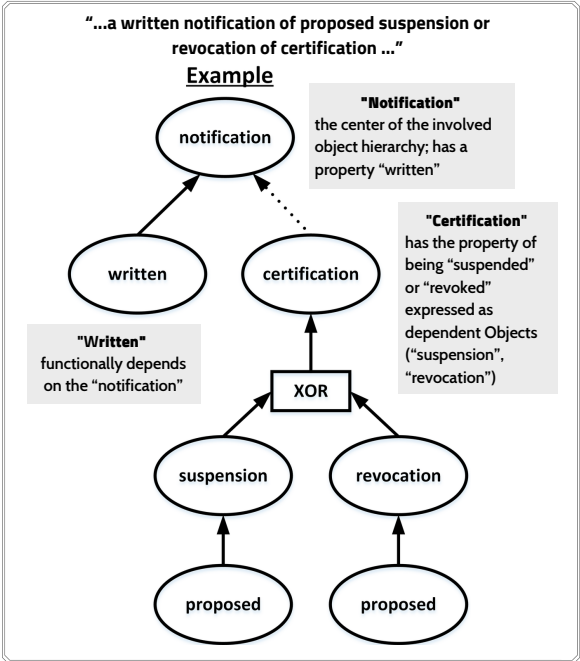 “...a written notification of proposed suspension or
revocation of certification ...”
Example
notification
"Notification"
the center of the involved
object hierarchy; has a
property “written”
written
certification
"Certification"
has the property of
being “suspended”
or “revoked”
expressed as
dependent Objects
(“suspension”,
“revocation”)
"Written"
functionally depends
on the “notification”
XOR
suspension
revocation
proposed
proposed